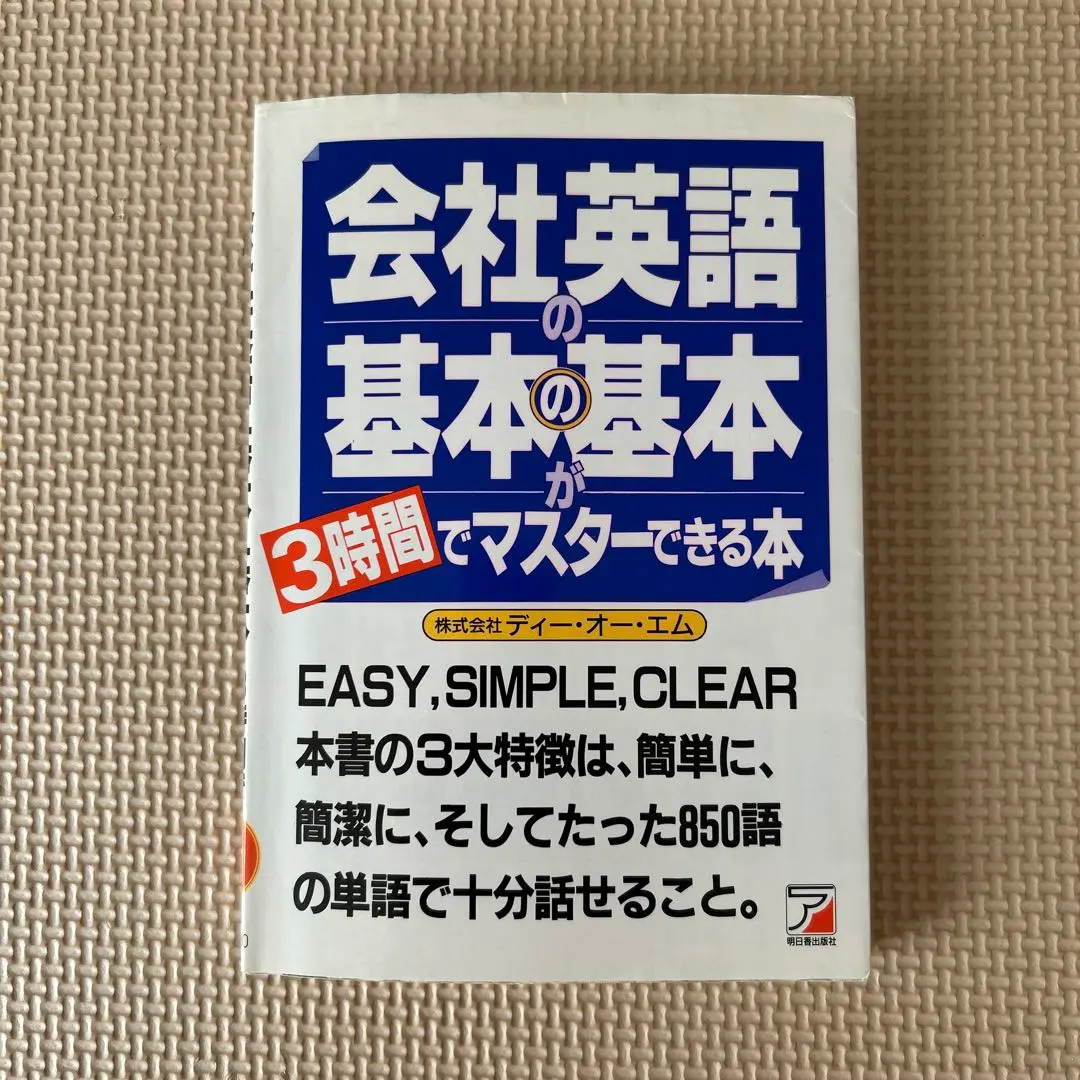 会社英語
の
基本の基本
が
3時間でマスターできる本
株式会社 ディー・オー・エム
EASY,SIMPLE,CLEAR
本書の3大特徴は、簡単に、
簡潔に、そしてたった850語
の単語で十分話せること。
ア
明日香出版社